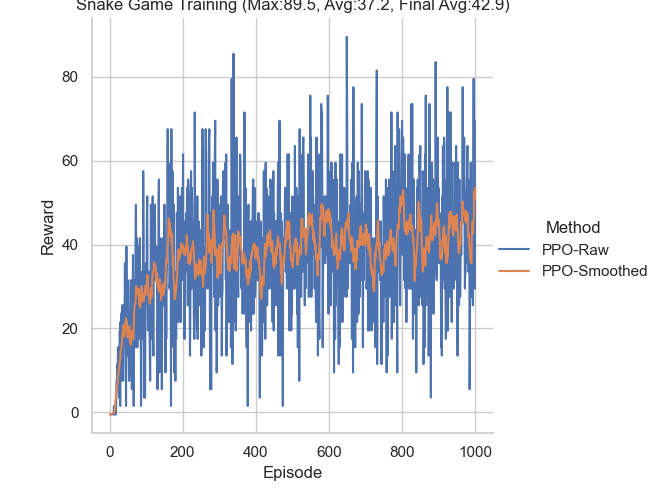 Snake Game Training (Max:89.5, Avg:37.2, Final Avg:42.9)
80
60
40
20
0
Reward
0 200 400 600 800 1000
Episode
Method
PPO-Raw
PPO-Smoothed